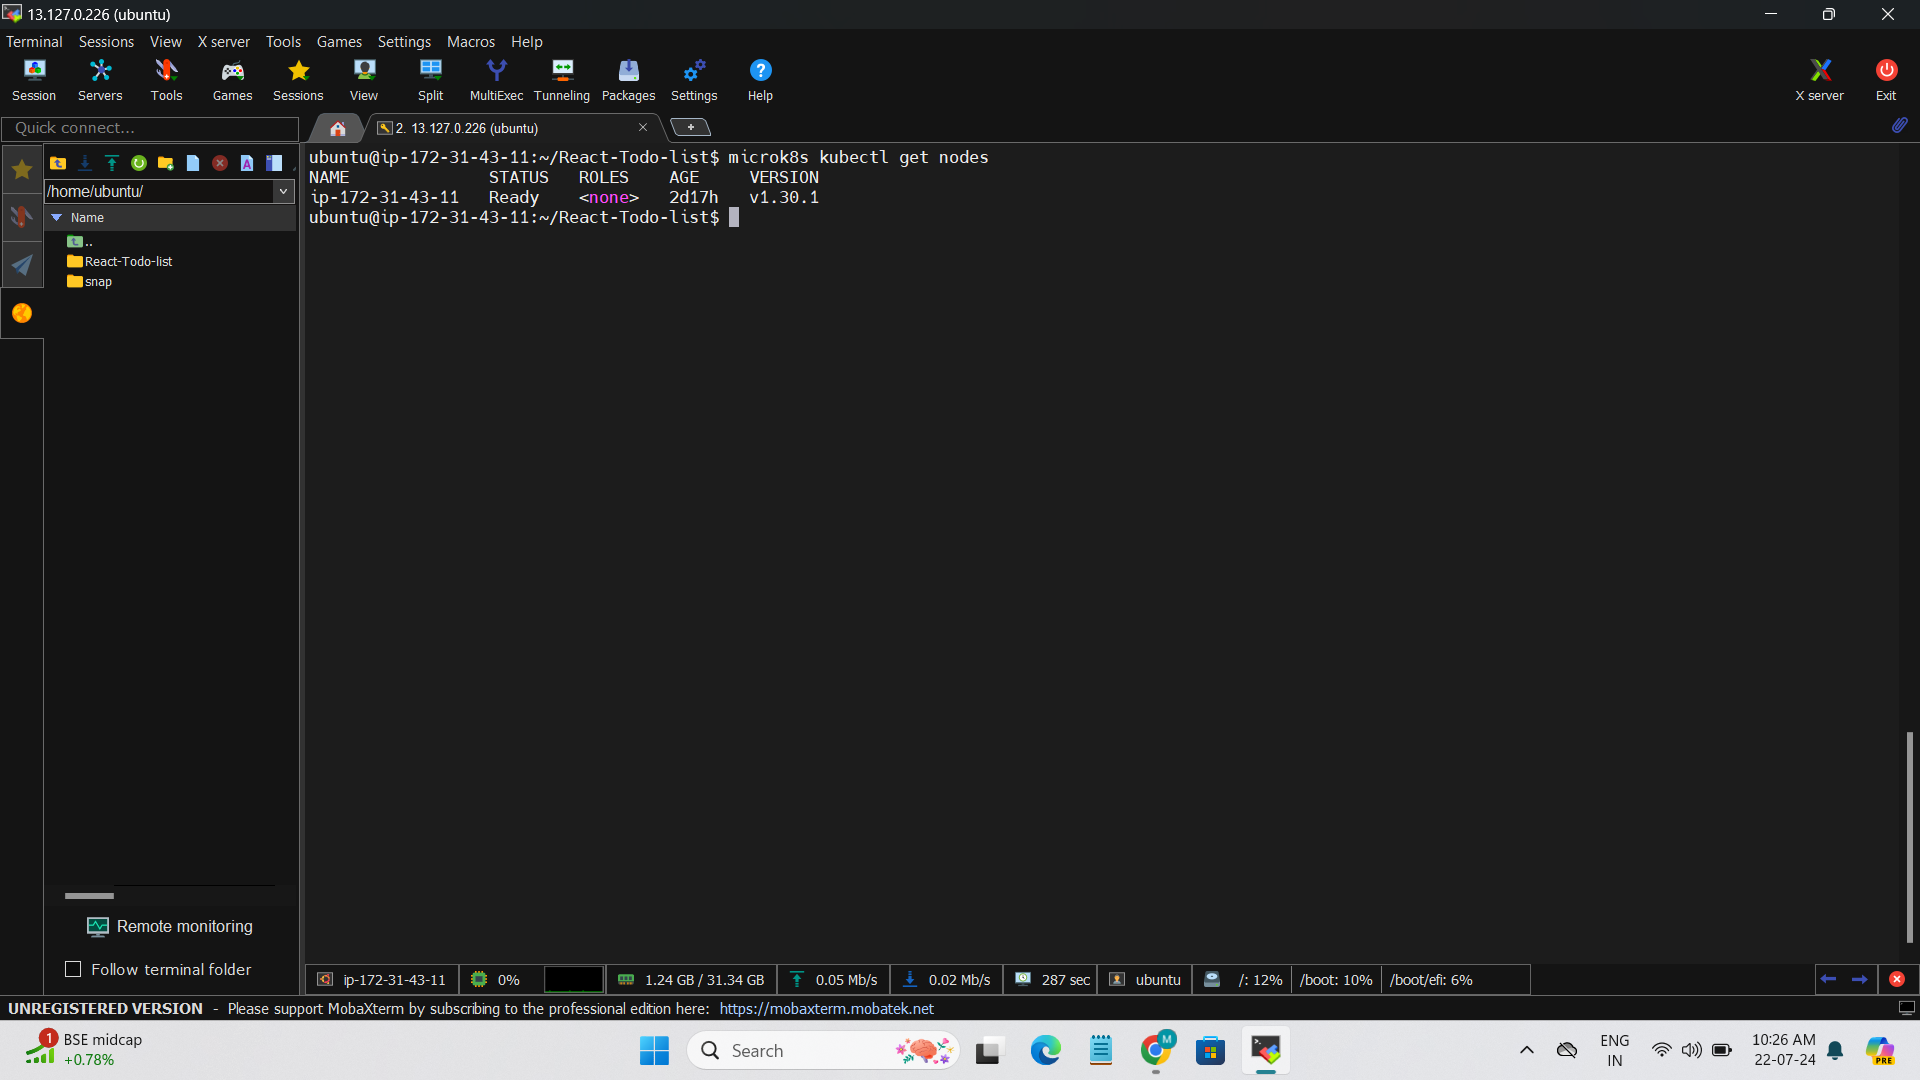 13.127.0.226 (ubuntu)
Terminal Sessions View X server Tools Games Settings Macros Help
Session Servers Tools Games Sessions View Split MultiExec Tunneling Packages Settings Help X server Exit
Quick connect...
2. 13.127.0.226 (ubuntu)
/home/ubuntu/
Name
..
React-Todo-list
snap
ubuntu@ip-172-31-43-11:~/React-Todo-list$ microk8s kubectl get nodes
NAME STATUS ROLES AGE VERSION
ip-172-31-43-11 Ready <none> 2d17h v1.30.1
ubuntu@ip-172-31-43-11:~/React-Todo-list$
Remote monitoring
Follow terminal folder
ip-172-31-43-11 0% 1.24 GB / 31.34 GB 0.05 Mb/s 0.02 Mb/s 287 sec ubuntu /: 12% /boot: 10% /boot/efi: 6%
UNREGISTERED VERSION - Please support MobaXterm by subscribing to the professional edition here: https://mobaxterm.mobatek.net
1
BSE midcap
+0.78%
Search
M
ENG
IN
10:26 AM
22-07-24
PRE